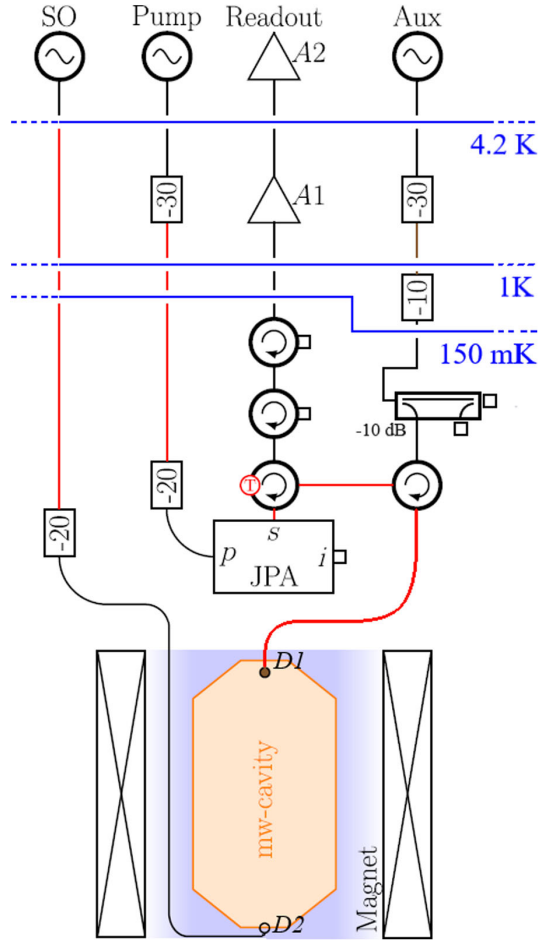 SO Pump Readout Aux
A2
4.2 K
-30 A1 -30
1K
-10
150 mK
-10 dB
-20 T
-20 s
p i
JPA
D1
mw-cavity
Magnet
D2